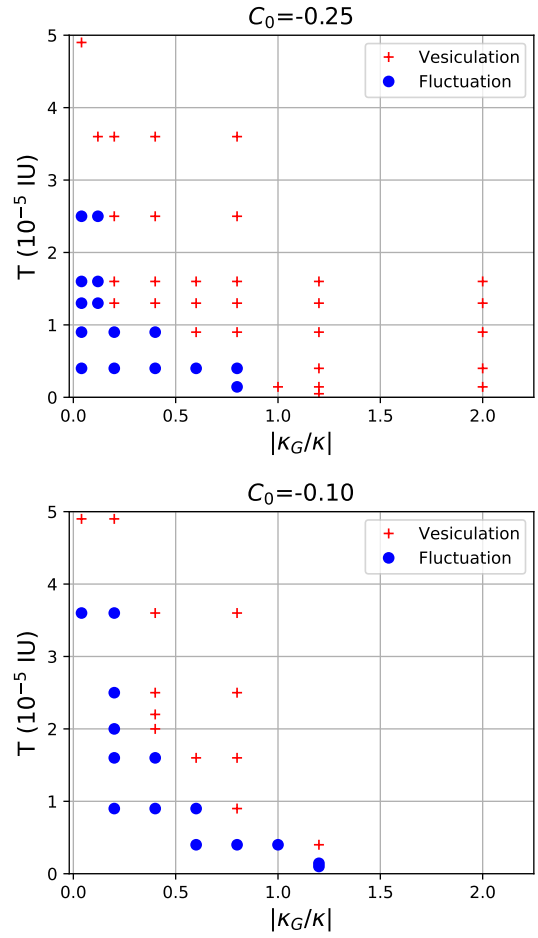 C₀=-0.25
5
4
3
2
1
0
T (10⁻⁵ IU)
Vesiculation
Fluctuation
0.0 0.5 1.0 1.5 2.0
|κ_G/κ|
C₀=-0.10
5
4
3
2
1
0
T (10⁻⁵ IU)
Vesiculation
Fluctuation
0.0 0.5 1.0 1.5 2.0
|κ_G/κ|